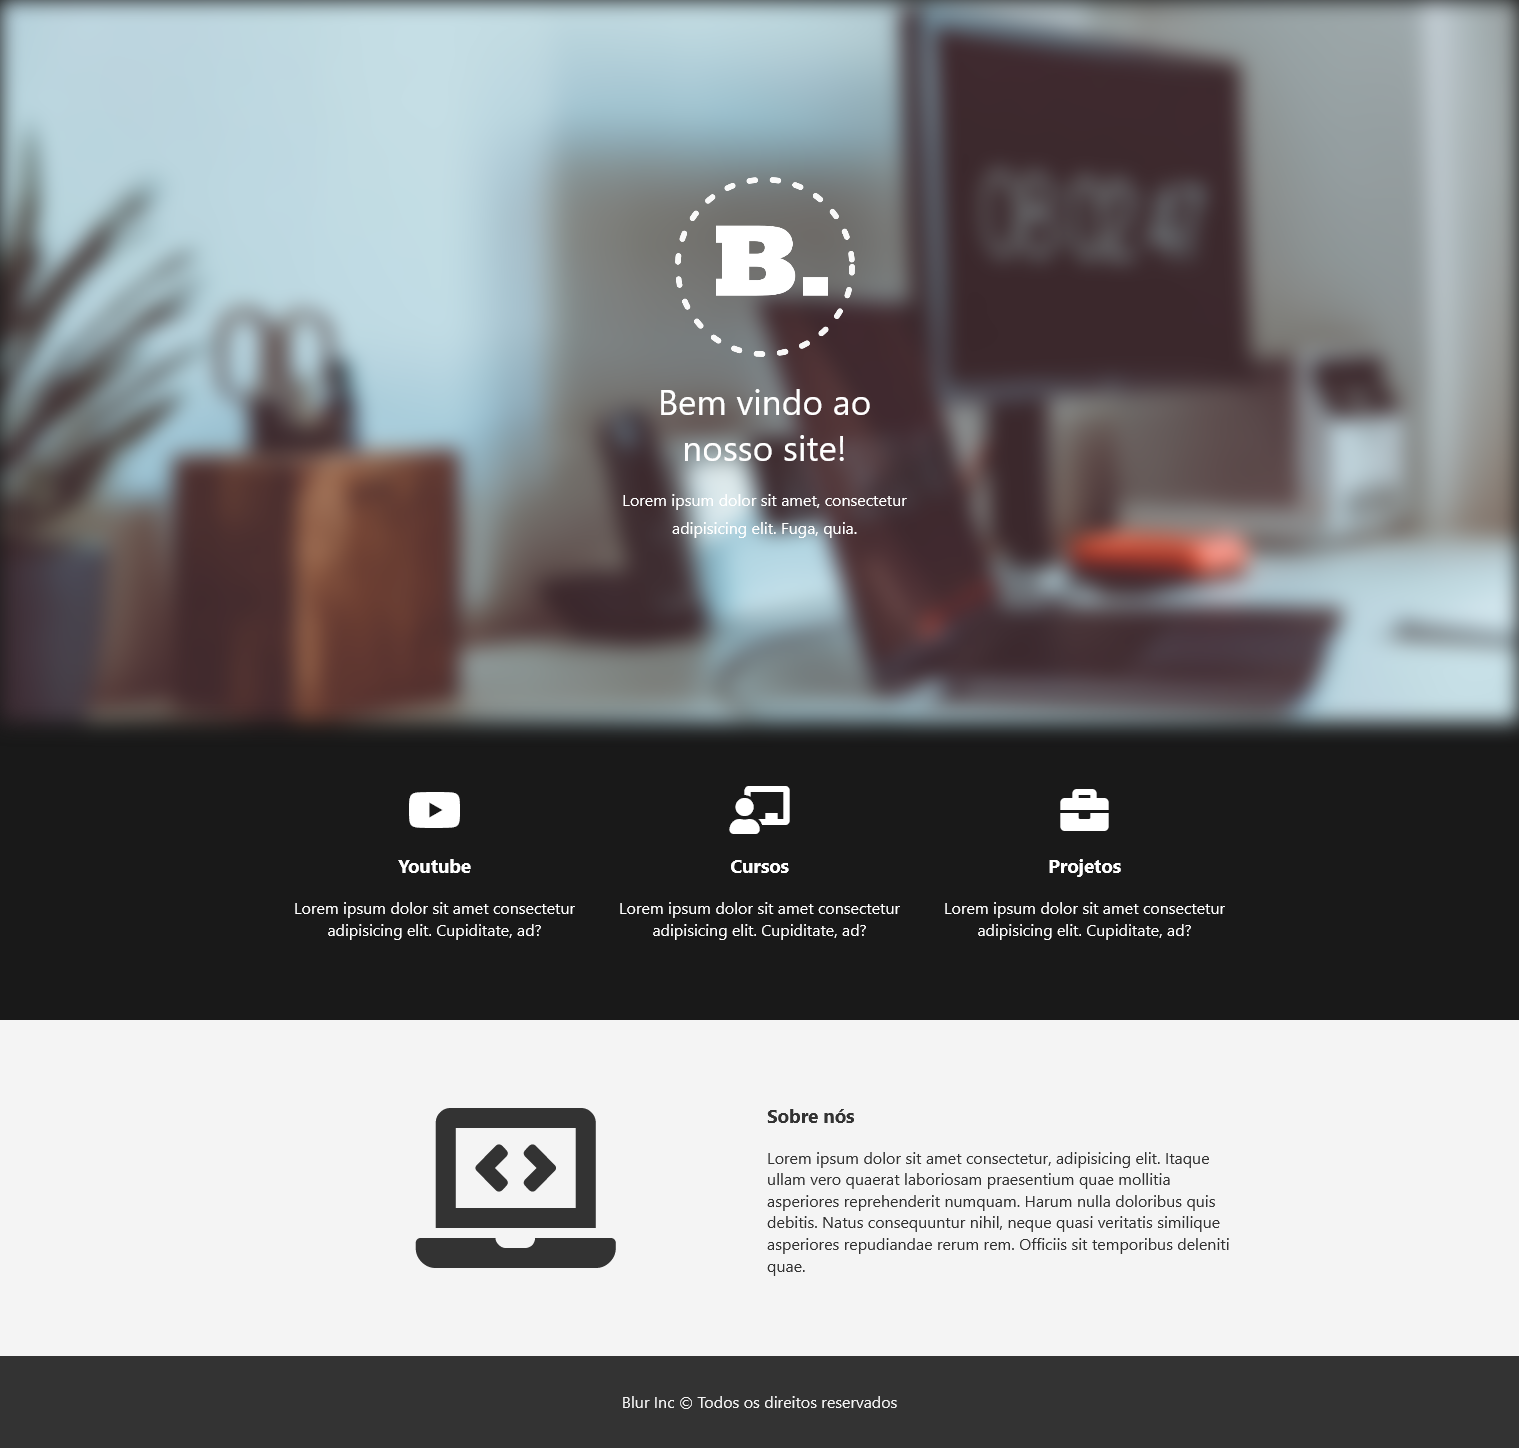 B.
Bem vindo ao
nosso site!
Lorem ipsum dolor sit amet, consectetur
adipisicing elit. Fuga, quia.
Youtube
Cursos
Projetos
Lorem ipsum dolor sit amet consectetur
adipisicing elit. Cupiditate, ad?
Lorem ipsum dolor sit amet consectetur
adipisicing elit. Cupiditate, ad?
Lorem ipsum dolor sit amet consectetur
adipisicing elit. Cupiditate, ad?
Sobre nós
Lorem ipsum dolor sit amet consectetur, adipisicing elit. Itaque
ullam vero quaerat laboriosam praesentium quae mollitia
asperiores reprehenderit numquam. Harum nulla doloribus quis
debitis. Natus consequuntur nihil, neque quasi veritatis similique
asperiores repudiandae rerum rem. Officiis sit temporibus deleniti
quae.
Blur Inc © Todos os direitos reservados